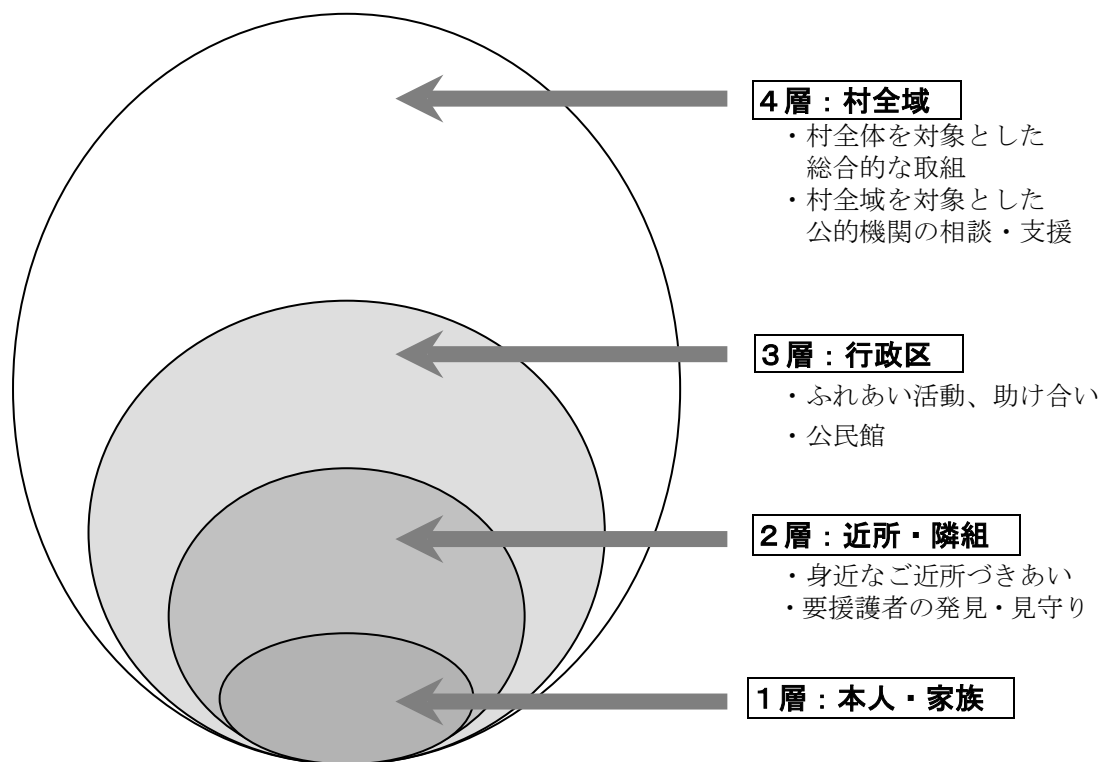 ４層：村全域
・村全体を対象とした
総合的な取組
・村全域を対象とした
公的機関の相談・支援
３層：行政区
・ふれあい活動、助け合い
・公民館
２層：近所・隣組
・身近なご近所づきあい
・要援護者の発見・見守り
１層：本人・家族